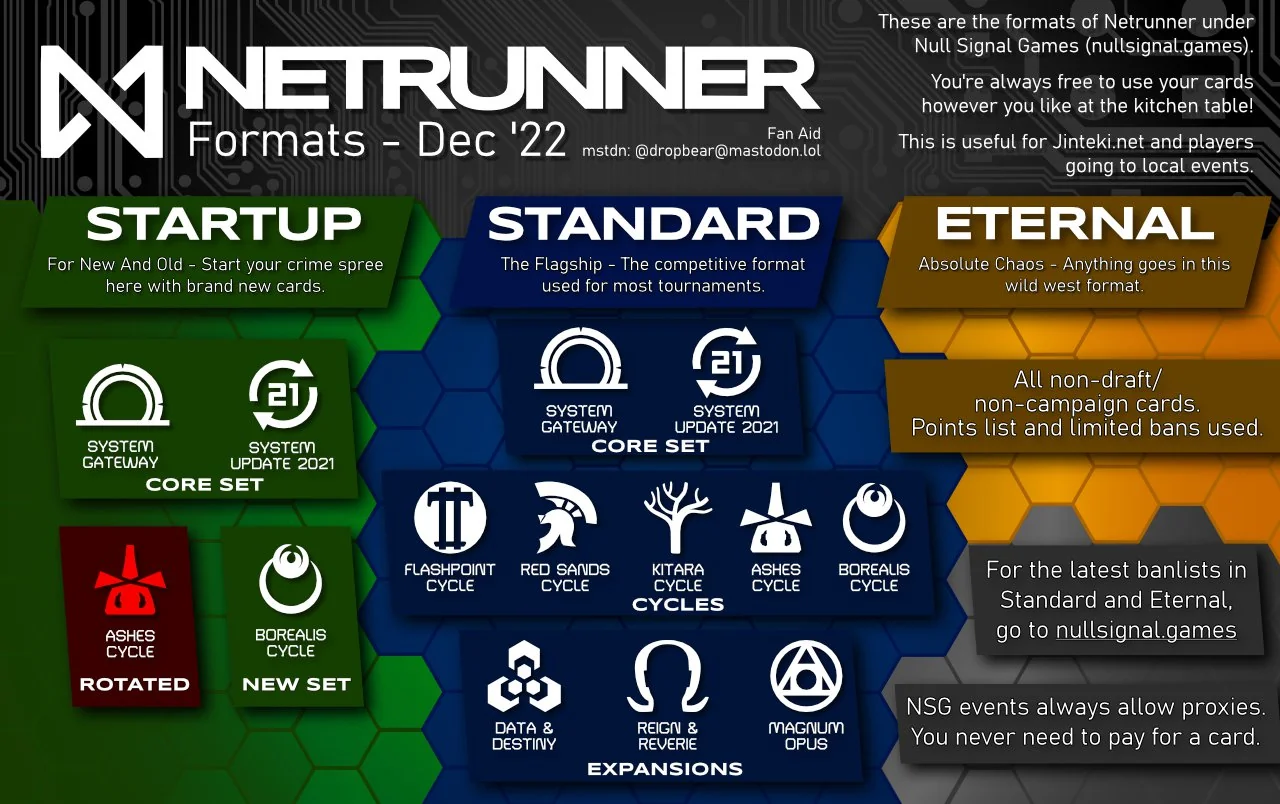 NETRUNNER
Formats - Dec '22
Fan Aid
mstdn: @dropbear@mastodon.lol
These are the formats of Netrunner under
Null Signal Games (nullsignal.games).
You're always free to use your cards
however you like at the kitchen table!
This is useful for Jinteki.net and players
going to local events.
STARTUP
For New And Old - Start your crime spree
here with brand new cards.
SYSTEM
GATEWAY
21
SYSTEM
UPDATE 2021
CORE SET
ASHES
CYCLE
ROTATED
BOREALIS
CYCLE
NEW SET
STANDARD
The Flagship - The competitive format
used for most tournaments.
SYSTEM
GATEWAY
21
SYSTEM
UPDATE 2021
CORE SET
FLASHPOINT
CYCLE
RED SANDS
CYCLE
KITARA
CYCLE
ASHES
CYCLE
BOREALIS
CYCLE
CYCLES
DATA &
DESTINY
REIGN &
REVERIE
MAGNUM
OPUS
EXPANSIONS
ETERNAL
Absolute Chaos - Anything goes in this
wild west format.
All non-draft/
non-campaign cards.
Points list and limited bans used.
For the latest banlists in
Standard and Eternal,
go to nullsignal.games
NSG events always allow proxies.
You never need to pay for a card.